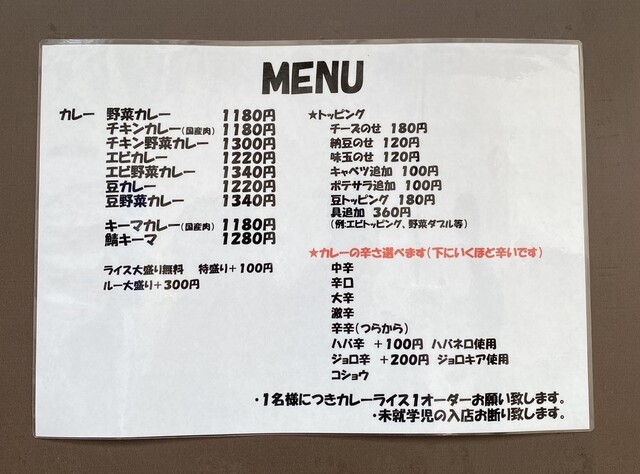 MENU
カレー 野菜カレー 1180円
チキンカレー(国産肉) 1180円
チキン野菜カレー 1300円
エビカレー 1220円
エビ野菜カレー 1340円
豆カレー 1220円
豆野菜カレー 1340円
キーマカレー(国産肉) 1180円
鯖キーマ 1280円
ライス大盛り無料 特盛り+100円
ルー大盛り+300円
★トッピング
チーズのせ 180円
納豆のせ 120円
味玉のせ 120円
キャベツ追加 100円
ポテサラ追加 100円
豆トッピング 180円
具追加 360円
(例:エビトッピング、野菜ダブル等)
★カレーの辛さ選べます(下にいくほど辛いです)
中辛
辛口
大辛
激辛
辛辛(つらから)
ハバ辛 +100円 ハバネロ使用
ジョロ辛 +200円 ジョロキア使用
コショウ
・1名様につきカレーライス1オーダーお願い致します。
・未就学児の入店お断り致します。